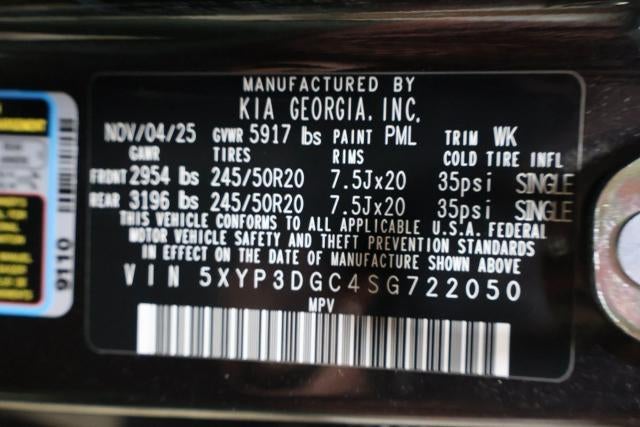 MANUFACTURED BY
KIA GEORGIA, INC.
NOV/04/25 GVWR 5917 lbs PAINT PML TRIM WK
GAWR TIRES RIMS COLD TIRE INFL
FRONT 2954 lbs 245/50R20 7.5Jx20 35psi SINGLE
REAR 3196 lbs 245/50R20 7.5Jx20 35psi SINGLE
THIS VEHICLE CONFORMS TO ALL APPLICABLE U.S.A. FEDERAL
MOTOR VEHICLE SAFETY AND THEFT PREVENTION STANDARDS
IN EFFECT ON THE DATE OF MANUFACTURE SHOWN ABOVE
VIN 5XYP3DGC4SG722050
MPV
9110